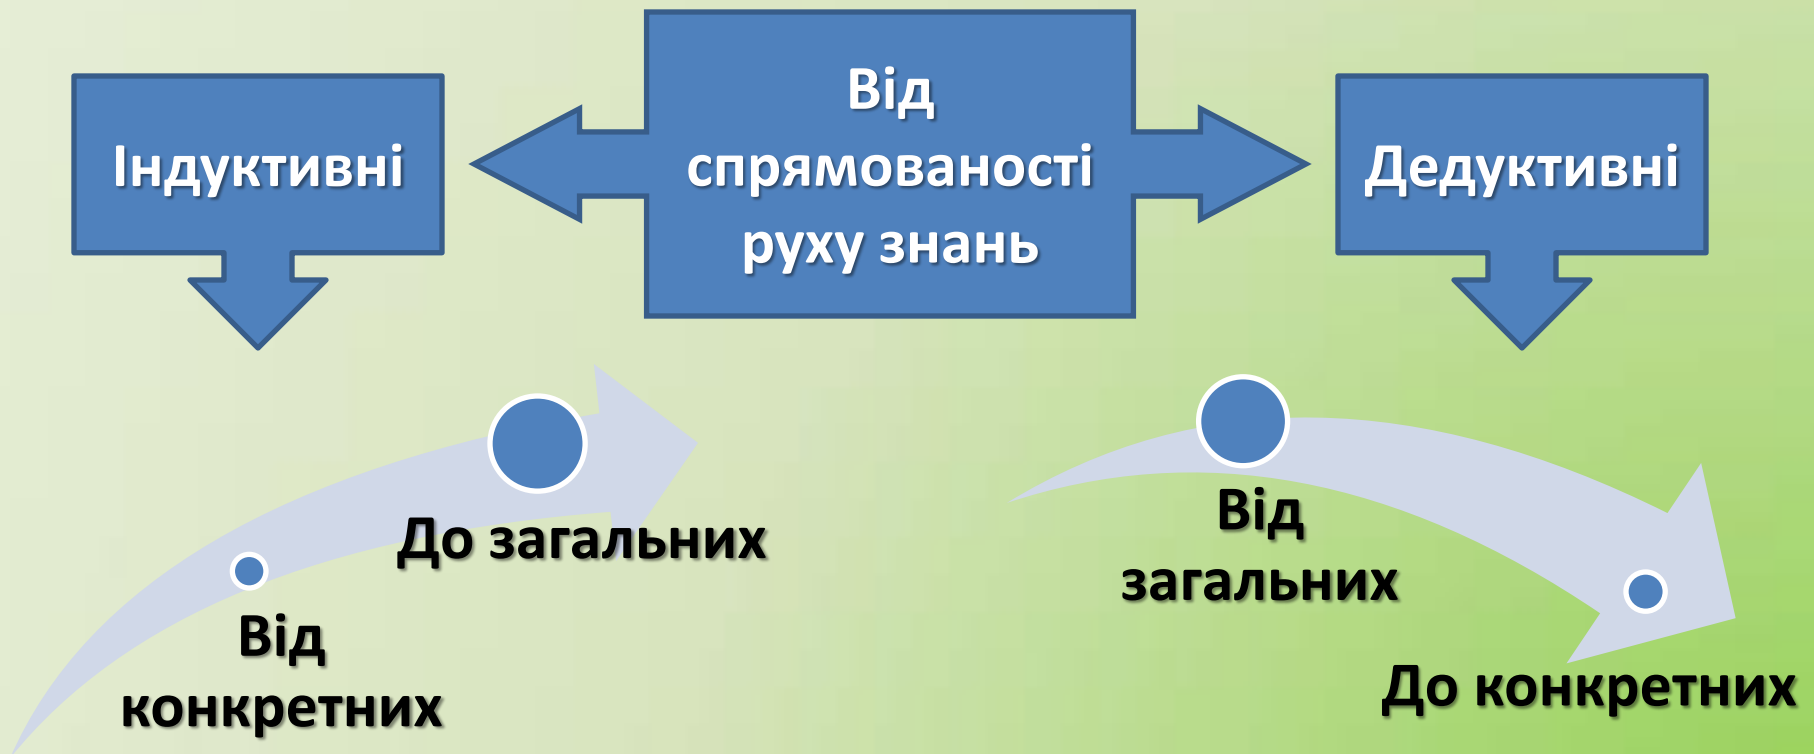 Індуктивні
Від
спрямованості
руху знань
Дедуктивні
До загальних
Від
конкретних
Від
загальних
До конкретних